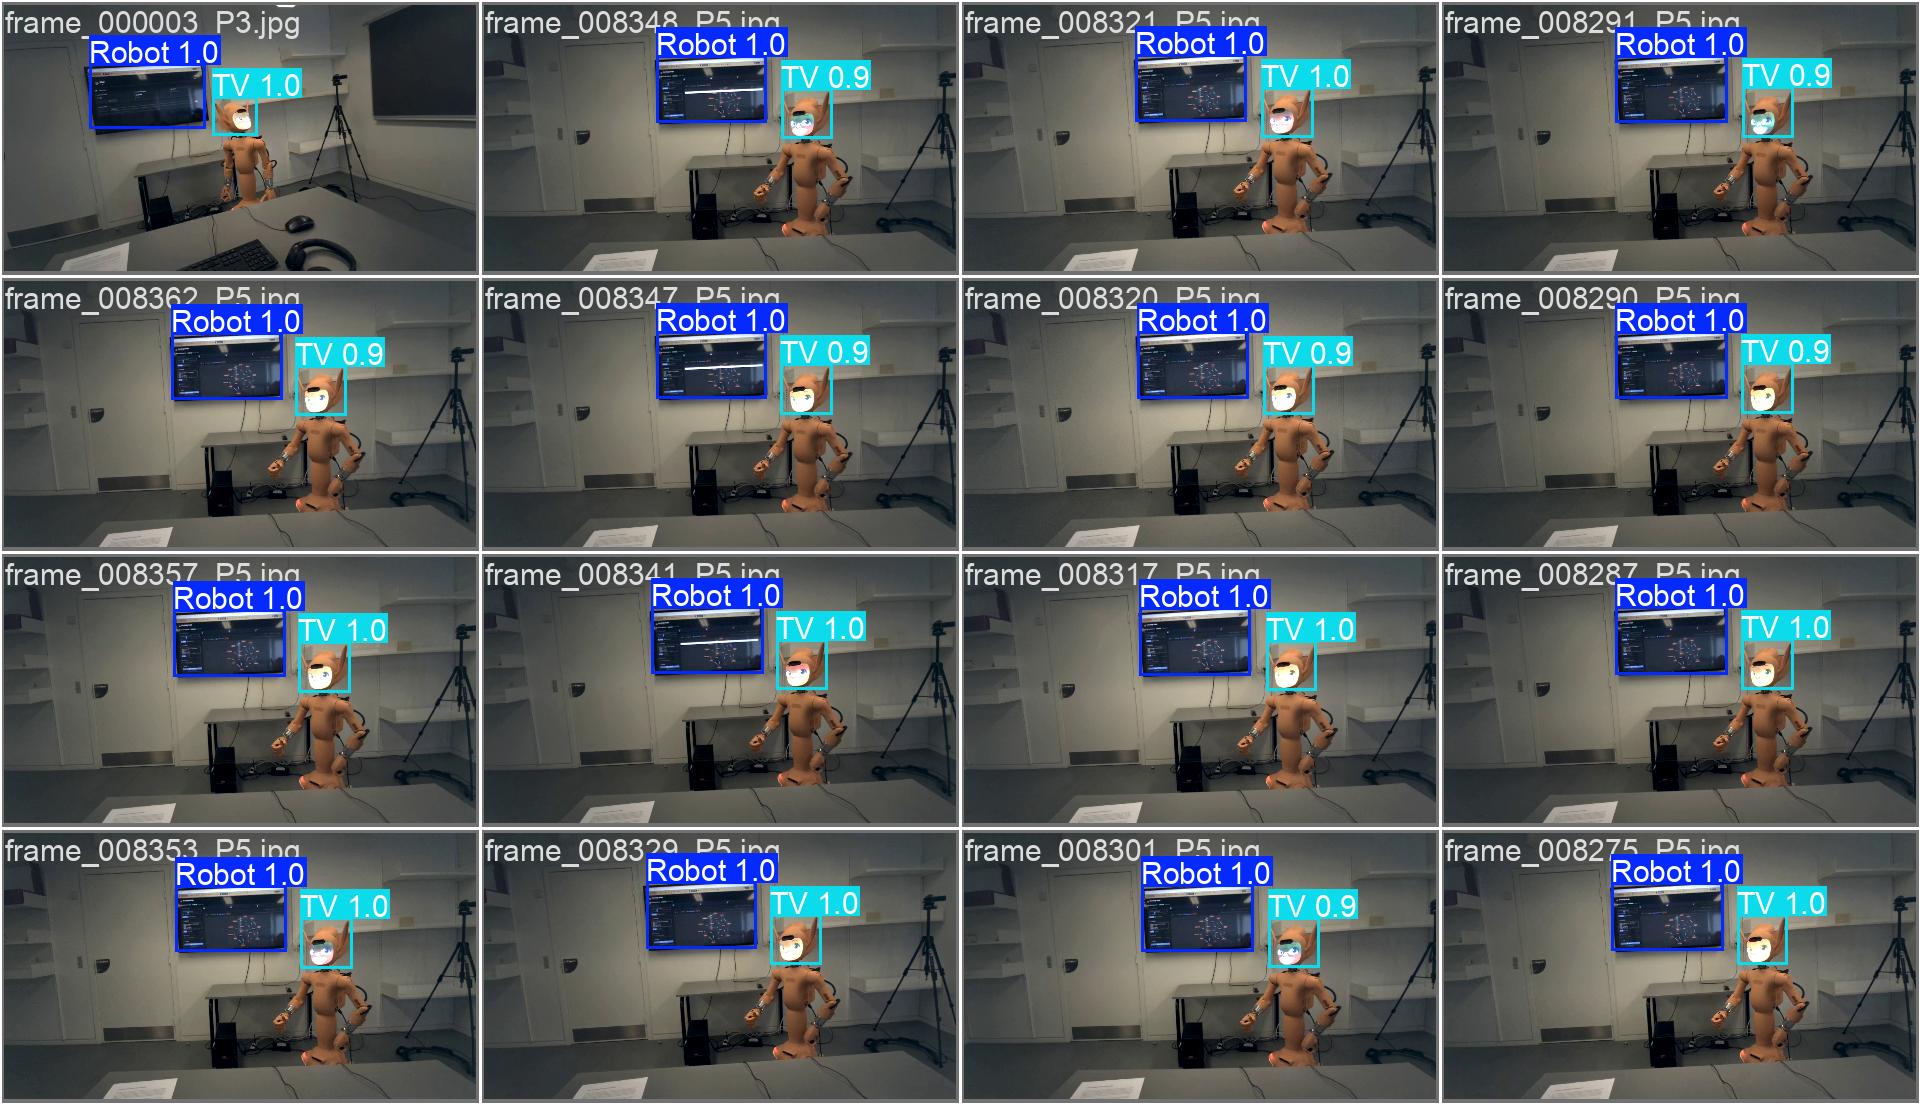 frame_000003_P3.jpg
Robot 1.0
TV 1.0
frame_008348_P5.jpg
Robot 1.0
TV 0.9
frame_008321_P5.jpg
Robot 1.0
TV 1.0
frame_008291_P5.jpg
Robot 1.0
TV 0.9
frame_008362_P5.jpg
Robot 1.0
TV 0.9
frame_008347_P5.jpg
Robot 1.0
TV 0.9
frame_008320_P5.jpg
Robot 1.0
TV 0.9
frame_008290_P5.jpg
Robot 1.0
TV 0.9
frame_008357_P5.jpg
Robot 1.0
TV 1.0
frame_008341_P5.jpg
Robot 1.0
TV 1.0
frame_008317_P5.jpg
Robot 1.0
TV 1.0
frame_008287_P5.jpg
Robot 1.0
TV 1.0
frame_008353_P5.jpg
Robot 1.0
TV 1.0
frame_008329_P5.jpg
Robot 1.0
TV 1.0
frame_008301_P5.jpg
Robot 1.0
TV 0.9
frame_008275_P5.jpg
Robot 1.0
TV 1.0